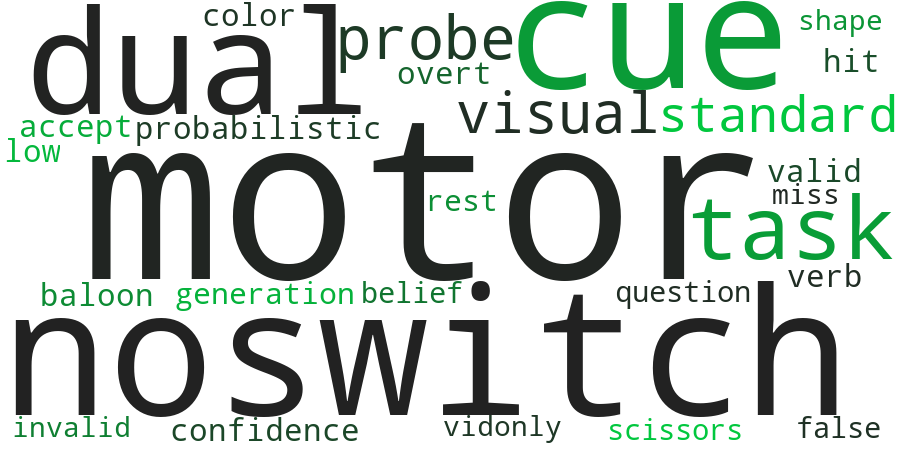 color
dual
probe
cue
shape
hit
overt
visual
standard
accept
probabilistic
low
motor
valid
miss
rest
task
verb
baloon
generation
belief
question
noswitch
invalid
confidence
vidonly
scissors
false